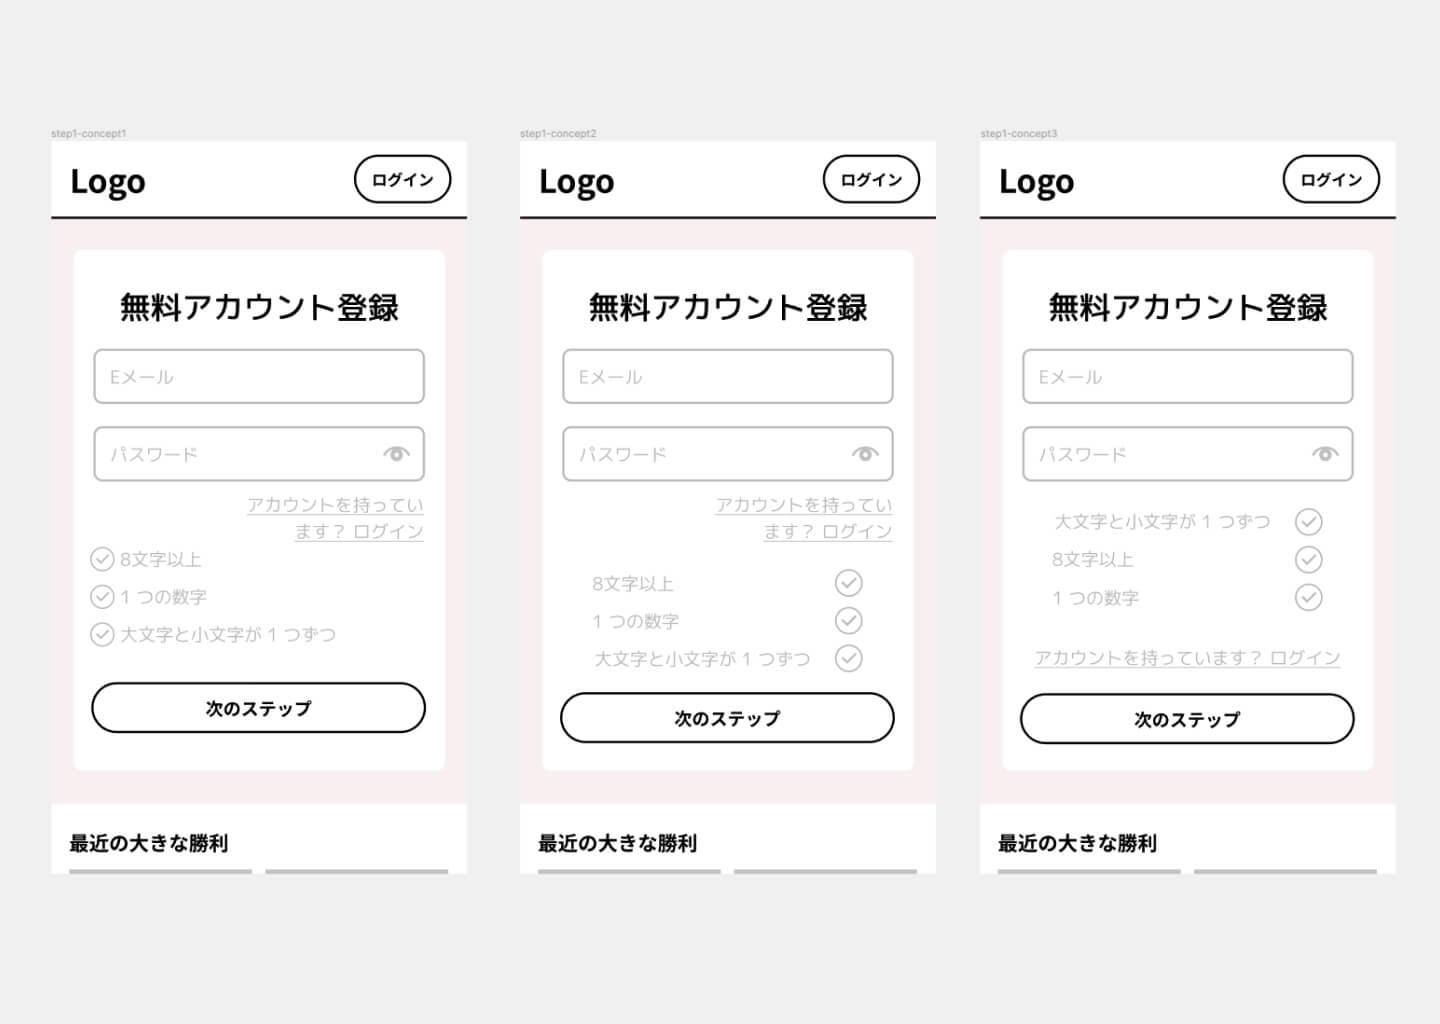 step1-concept1
Logo
ログイン
無料アカウント登録
Eメール
パスワード
アカウントを持ってい
ます？ ログイン
8文字以上
1 つの数字
大文字と小文字が 1 つずつ
次のステップ
最近の大きな勝利
step1-concept2
Logo
ログイン
無料アカウント登録
Eメール
パスワード
アカウントを持ってい
ます？ ログイン
8文字以上
1 つの数字
大文字と小文字が 1 つずつ
次のステップ
最近の大きな勝利
step1-concept3
Logo
ログイン
無料アカウント登録
Eメール
パスワード
大文字と小文字が 1 つずつ
8文字以上
1 つの数字
アカウントを持っています？ ログイン
次のステップ
最近の大きな勝利